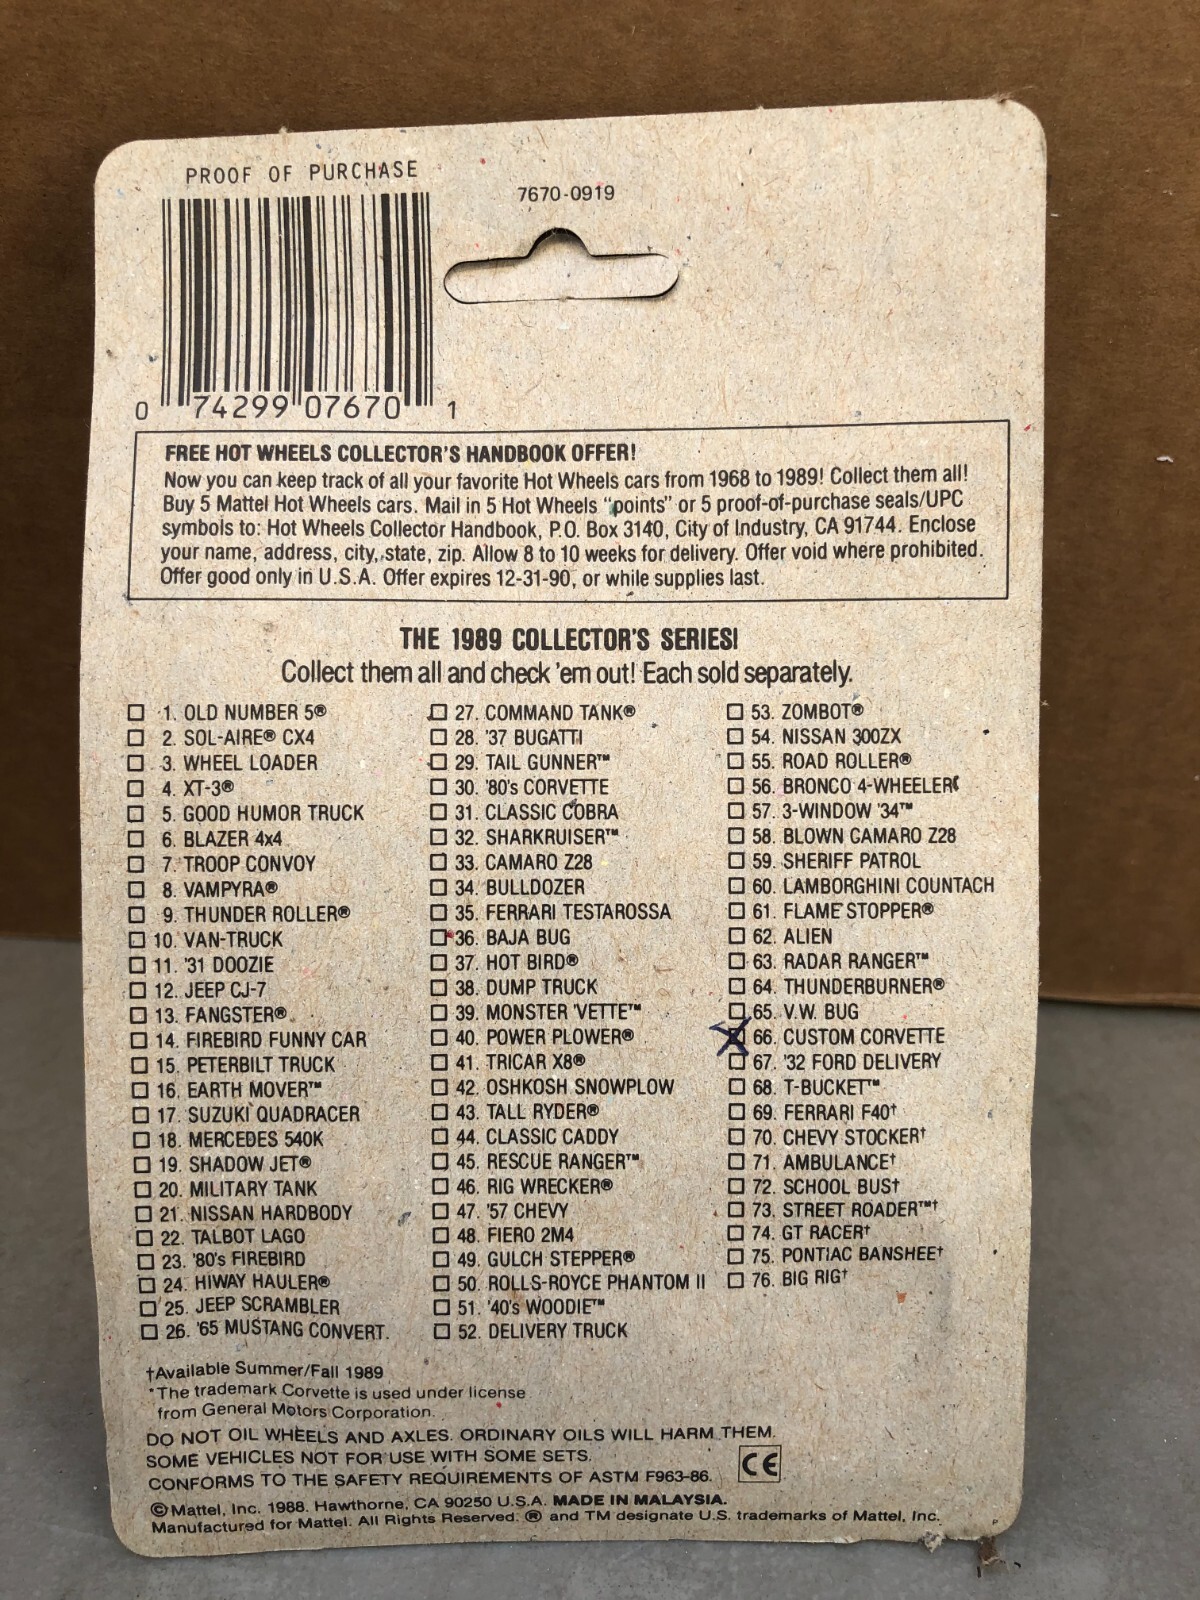 PROOF OF PURCHASE
7670-0919
0 74299 07670 1
FREE HOT WHEELS COLLECTOR'S HANDBOOK OFFER!
Now you can keep track of all your favorite Hot Wheels cars from 1968 to 1989! Collect them all!
Buy 5 Mattel Hot Wheels cars. Mail in 5 Hot Wheels "points" or 5 proof-of-purchase seals/UPC
symbols to: Hot Wheels Collector Handbook, P.O. Box 3140, City of Industry, CA 91744. Enclose
your name, address, city, state, zip. Allow 8 to 10 weeks for delivery. Offer void where prohibited.
Offer good only in U.S.A. Offer expires 12-31-90, or while supplies last.
THE 1989 COLLECTOR'S SERIES!
Collect them all and check 'em out! Each sold separately.
1. OLD NUMBER 5®
2. SOL-AIRE® CX4
3. WHEEL LOADER
4. XT-3®
5. GOOD HUMOR TRUCK
6. BLAZER 4x4
7. TROOP CONVOY
8. VAMPYRA®
9. THUNDER ROLLER®
10. VAN-TRUCK
11. '31 DOOZIE
12. JEEP CJ-7
13. FANGSTER®
14. FIREBIRD FUNNY CAR
15. PETERBILT TRUCK
16. EARTH MOVER™
17. SUZUKI QUADRACER
18. MERCEDES 540K
19. SHADOW JET®
20. MILITARY TANK
21. NISSAN HARDBODY
22. TALBOT LAGO
23. '80's FIREBIRD
24. HIWAY HAULER®
25. JEEP SCRAMBLER
26. '65 MUSTANG CONVERT.
27. COMMAND TANK®
28. '37 BUGATTI
29. TAIL GUNNER™
30. '80's CORVETTE
31. CLASSIC COBRA
32. SHARKRUISER™
33. CAMARO Z28
34. BULLDOZER
35. FERRARI TESTAROSSA
36. BAJA BUG
37. HOT BIRD®
38. DUMP TRUCK
39. MONSTER 'VETTE™
40. POWER PLOWER®
41. TRICAR X8®
42. OSHKOSH SNOWPLOW
43. TALL RYDER®
44. CLASSIC CADDY
45. RESCUE RANGER™
46. RIG WRECKER®
47. '57 CHEVY
48. FIERO 2M4
49. GULCH STEPPER®
50. ROLLS-ROYCE PHANTOM II
51. '40's WOODIE™
52. DELIVERY TRUCK
53. ZOMBOT®
54. NISSAN 300ZX
55. ROAD ROLLER®
56. BRONCO 4-WHEELER
57. 3-WINDOW '34™
58. BLOWN CAMARO Z28
59. SHERIFF PATROL
60. LAMBORGHINI COUNTACH
61. FLAME STOPPER®
62. ALIEN
63. RADAR RANGER™
64. THUNDERBURNER®
65. V.W. BUG
66. CUSTOM CORVETTE
67. '32 FORD DELIVERY
68. T-BUCKET™
69. FERRARI F40†
70. CHEVY STOCKER†
71. AMBULANCE†
72. SCHOOL BUS†
73. STREET ROADER™†
74. GT RACER†
75. PONTIAC BANSHEE†
76. BIG RIG†
†Available Summer/Fall 1989
*The trademark Corvette is used under license
from General Motors Corporation.
DO NOT OIL WHEELS AND AXLES. ORDINARY OILS WILL HARM THEM.
SOME VEHICLES NOT FOR USE WITH SOME SETS.
CONFORMS TO THE SAFETY REQUIREMENTS OF ASTM F963-86.
CE
©Mattel, Inc. 1988. Hawthorne, CA 90250 U.S.A. MADE IN MALAYSIA.
Manufactured for Mattel. All Rights Reserved. ® and TM designate U.S. trademarks of Mattel, Inc.